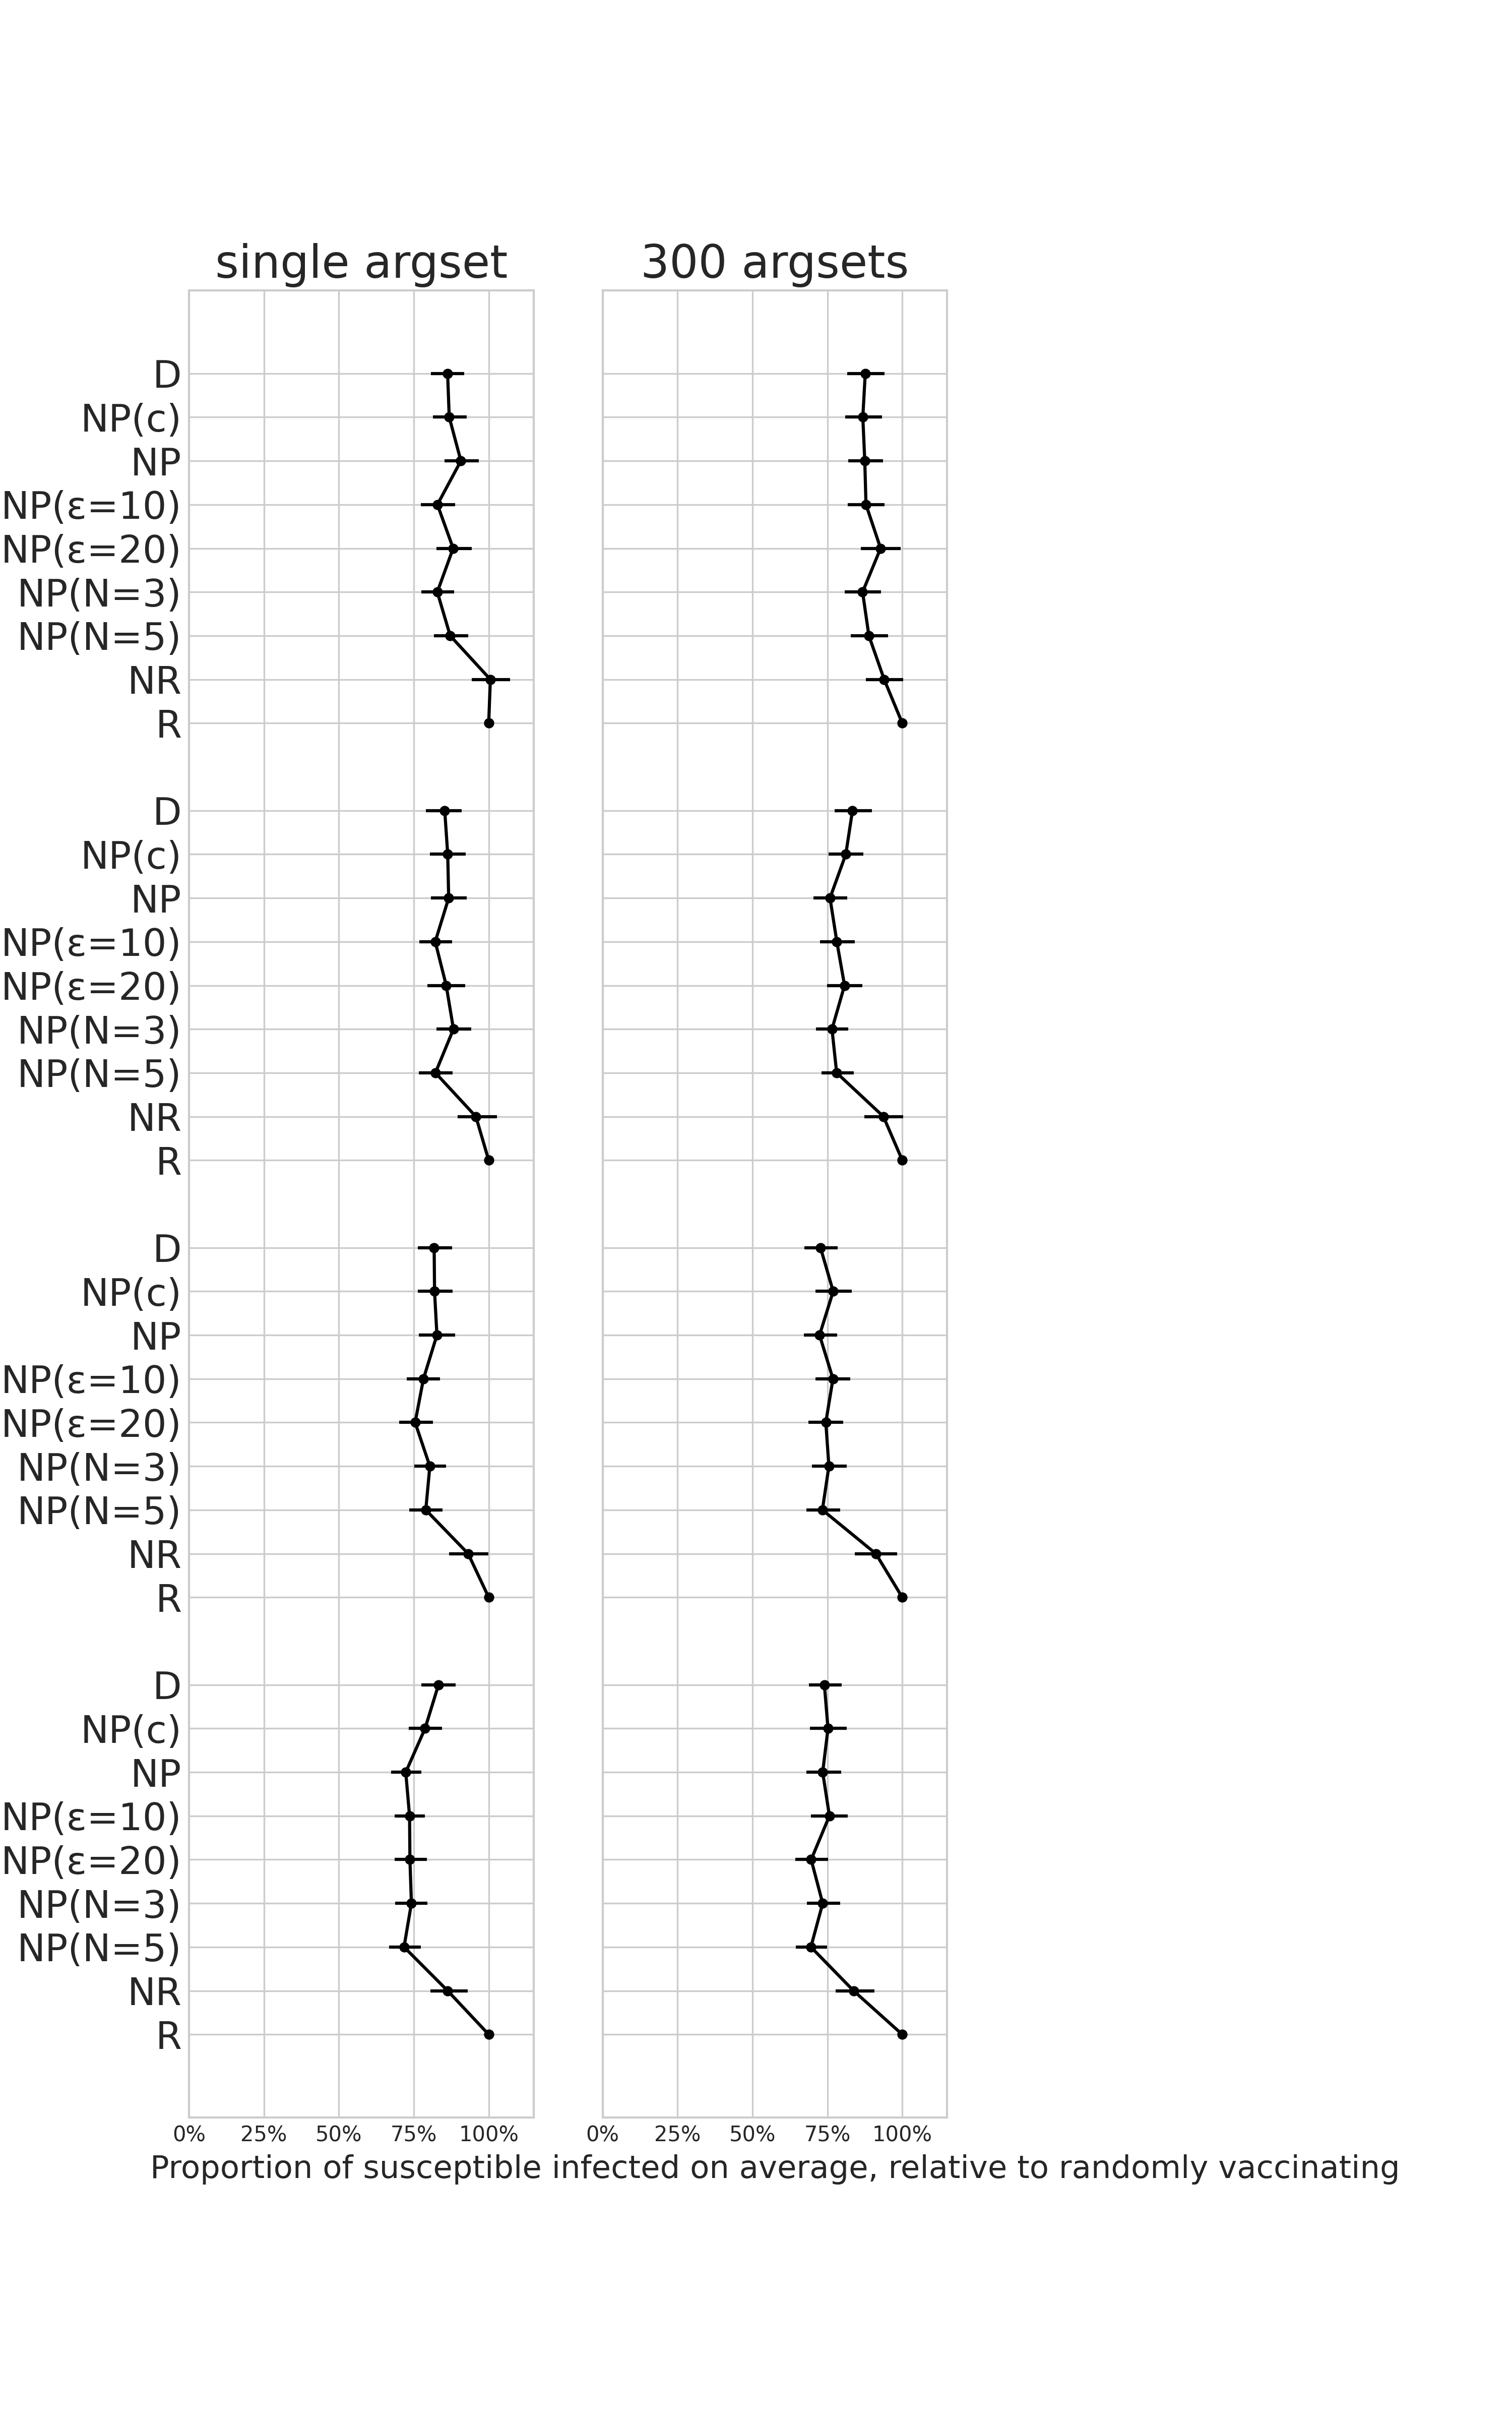 single argset
300 argsets
D
NP(c)
NP
NP(ε=10)
NP(ε=20)
NP(N=3)
NP(N=5)
NR
R
D
NP(c)
NP
NP(ε=10)
NP(ε=20)
NP(N=3)
NP(N=5)
NR
R
D
NP(c)
NP
NP(ε=10)
NP(ε=20)
NP(N=3)
NP(N=5)
NR
R
D
NP(c)
NP
NP(ε=10)
NP(ε=20)
NP(N=3)
NP(N=5)
NR
R
0% 25% 50% 75% 100%
0% 25% 50% 75% 100%
Proportion of susceptible infected on average, relative to randomly vaccinating